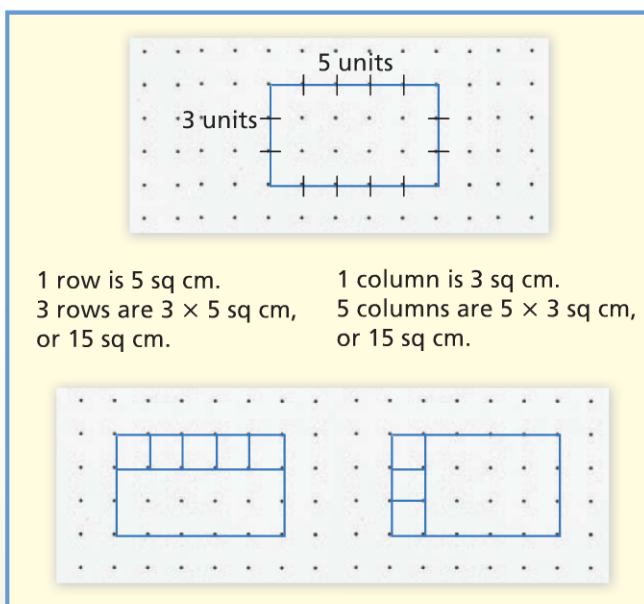 5 units
3 units
1 row is 5 sq cm.
3 rows are 3 × 5 sq cm,
or 15 sq cm.
1 column is 3 sq cm.
5 columns are 5 × 3 sq cm,
or 15 sq cm.